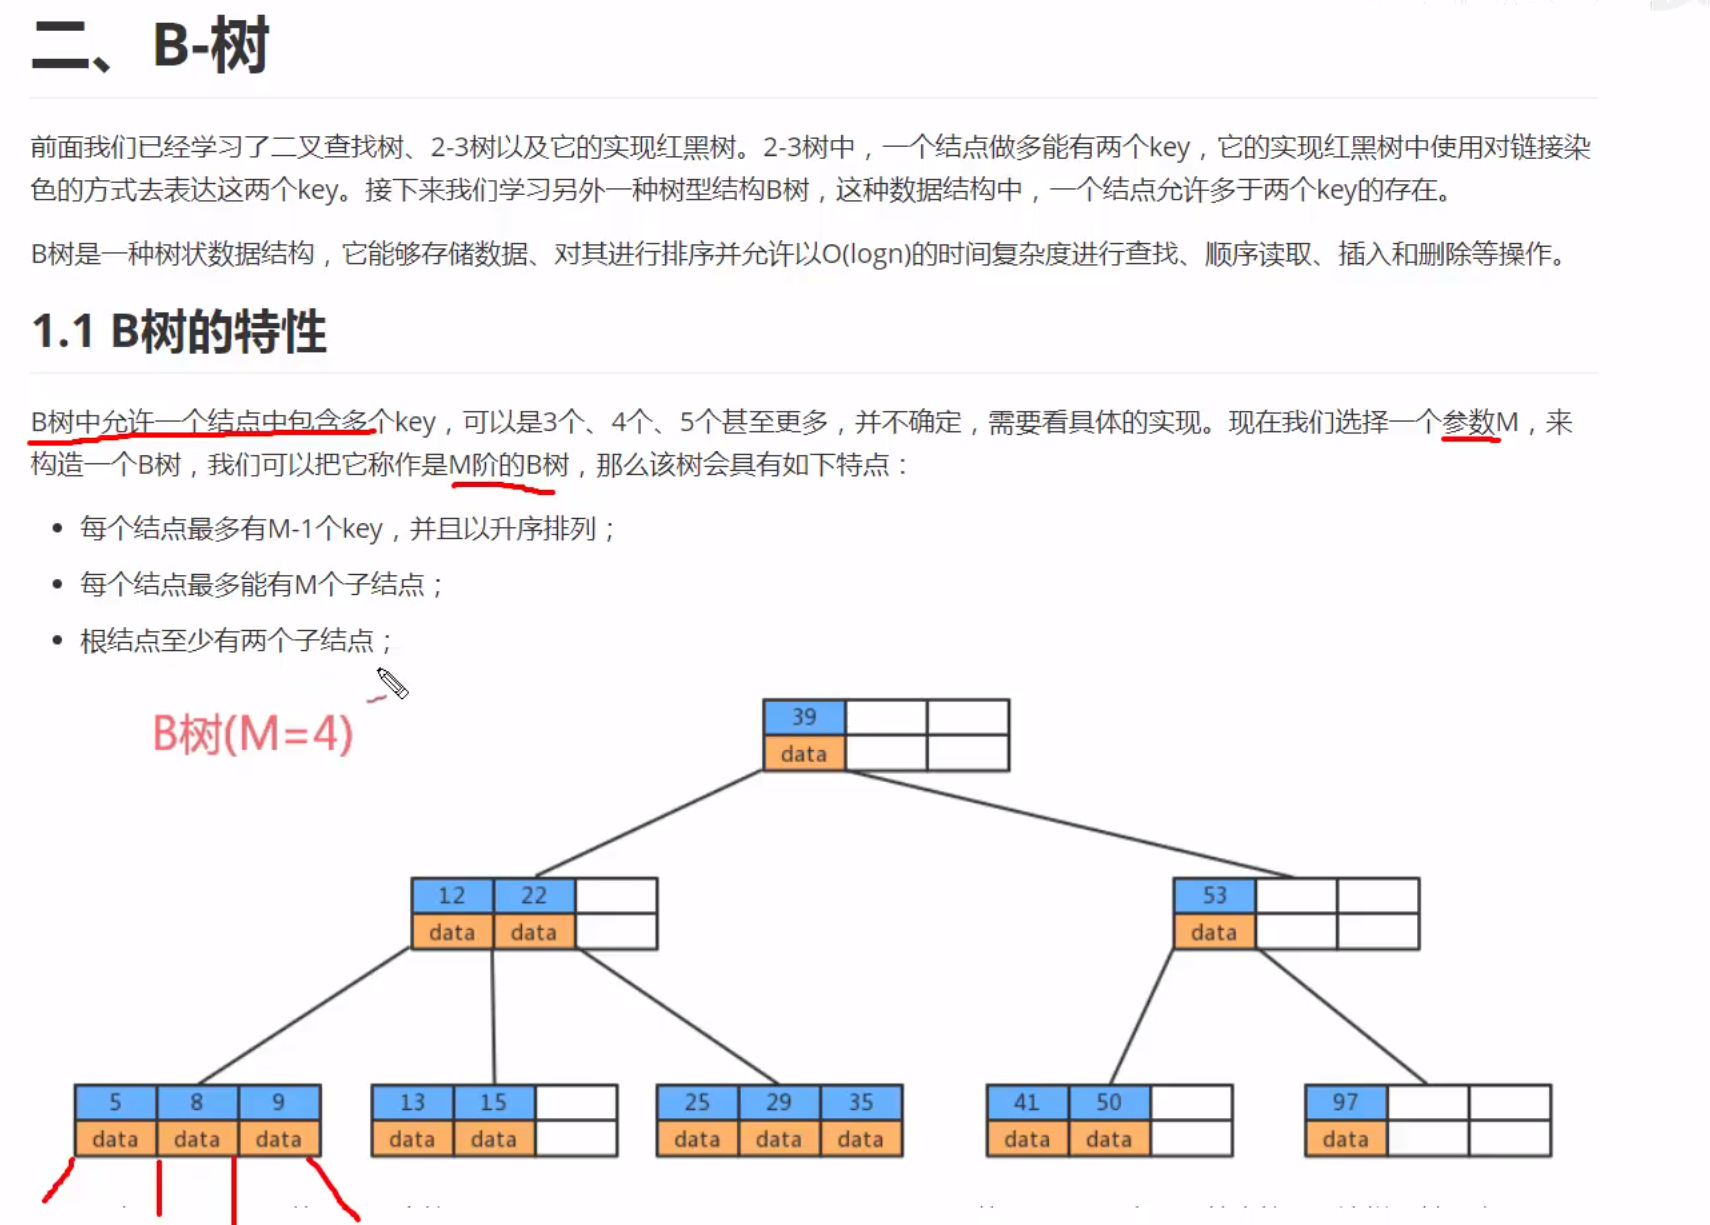 二、B-树
前面我们已经学习了二叉查找树、2-3树以及它的实现红黑树。2-3树中，一个结点做多能有两个key，它的实现红黑树中使用对链接染
色的方式去表达这两个key。接下来我们学习另外一种树型结构B树，这种数据结构中，一个结点允许多于两个key的存在。
B树是一种树状数据结构，它能够存储数据、对其进行排序并允许以O(logn)的时间复杂度进行查找、顺序读取、插入和删除等操作。
1.1 B树的特性
B树中允许一个结点中包含多个key，可以是3个、4个、5个甚至更多，并不确定，需要看具体的实现。现在我们选择一个参数M，来
构造一个B树，我们可以把它称作是M阶的B树，那么该树会具有如下特点：
• 每个结点最多有M-1个key，并且以升序排列；
• 每个结点最多能有M个子结点；
• 根结点至少有两个子结点；
B树(M=4)
39
data
12 22 53
data data data
5 8 9 13 15 25 29 35 41 50 97
data data data data data data data data data data data